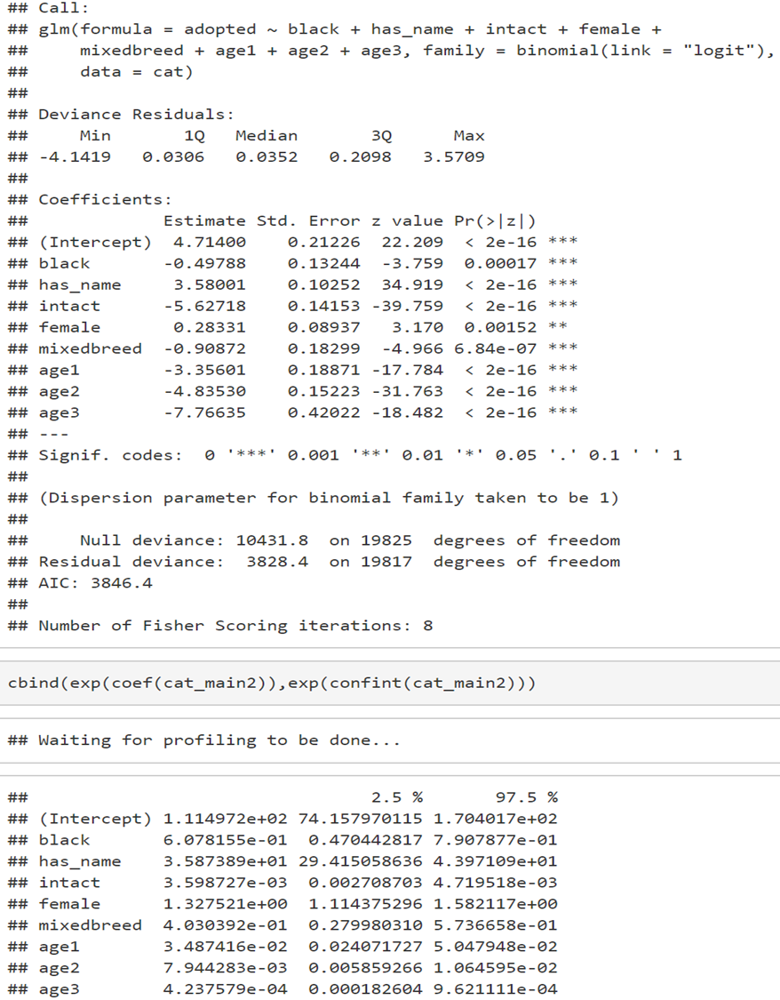 ## Call:
## glm(formula = adopted ~ black + has_name + intact + female +
##     mixedbreed + age1 + age2 + age3, family = binomial(link = "logit"),
##     data = cat)
##
## Deviance Residuals:
##     Min       1Q   Median       3Q      Max
## -4.1419   0.0306   0.0352   0.2098   3.5709
##
## Coefficients:
##             Estimate Std. Error z value Pr(>|z|)
## (Intercept)  4.71400    0.21226  22.209  < 2e-16 ***
## black       -0.49788    0.13244  -3.759  0.00017 ***
## has_name     3.58001    0.10252  34.919  < 2e-16 ***
## intact      -5.62718    0.14153 -39.759  < 2e-16 ***
## female       0.28331    0.08937   3.170  0.00152 **
## mixedbreed  -0.90872    0.18299  -4.966 6.84e-07 ***
## age1        -3.35601    0.18871 -17.784  < 2e-16 ***
## age2        -4.83530    0.15223 -31.763  < 2e-16 ***
## age3        -7.76635    0.42022 -18.482  < 2e-16 ***
## ---
## Signif. codes:  0 '***' 0.001 '**' 0.01 '*' 0.05 '.' 0.1 ' ' 1
##
## (Dispersion parameter for binomial family taken to be 1)
##
##     Null deviance: 10431.8  on 19825  degrees of freedom
## Residual deviance:  3828.4  on 19817  degrees of freedom
## AIC: 3846.4
##
## Number of Fisher Scoring iterations: 8
cbind(exp(coef(cat_main2)),exp(confint(cat_main2)))
## Waiting for profiling to be done...
##                                 2.5 %       97.5 %
## (Intercept) 1.114972e+02 74.157970115 1.704017e+02
## black       6.078155e-01  0.470442817 7.907877e-01
## has_name    3.587389e+01 29.415058636 4.397109e+01
## intact      3.598727e-03  0.002708703 4.719518e-03
## female      1.327521e+00  1.114375296 1.582117e+00
## mixedbreed  4.030392e-01  0.279980310 5.736658e-01
## age1        3.487416e-02  0.024071727 5.047948e-02
## age2        7.944283e-03  0.005859266 1.064595e-02
## age3        4.237579e-04  0.000182604 9.621111e-04